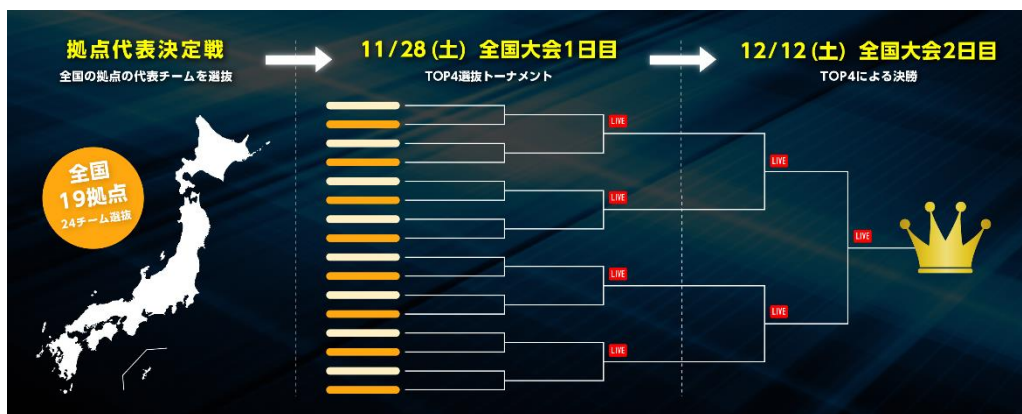 拠点代表決定戦
全国の拠点の代表チームを選抜
全国
19拠点
24チーム選抜
11/28 (土) 全国大会1日目
TOP4選抜トーナメント
LIVE
LIVE
LIVE
LIVE
12/12 (土) 全国大会2日目
TOP4による決勝
LIVE
LIVE
LIVE